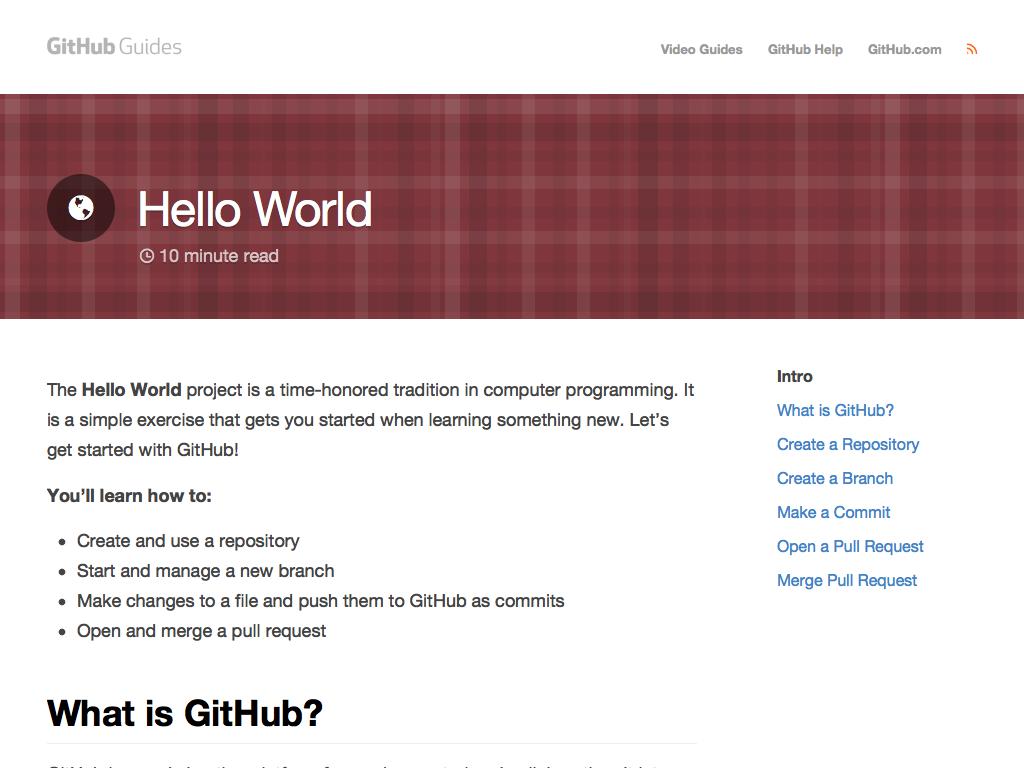 GitHub Guides
Video Guides GitHub Help GitHub.com
Hello World
10 minute read
The Hello World project is a time-honored tradition in computer programming. It
is a simple exercise that gets you started when learning something new. Let’s
get started with GitHub!
You’ll learn how to:
• Create and use a repository
• Start and manage a new branch
• Make changes to a file and push them to GitHub as commits
• Open and merge a pull request
What is GitHub?
Intro
What is GitHub?
Create a Repository
Create a Branch
Make a Commit
Open a Pull Request
Merge Pull Request